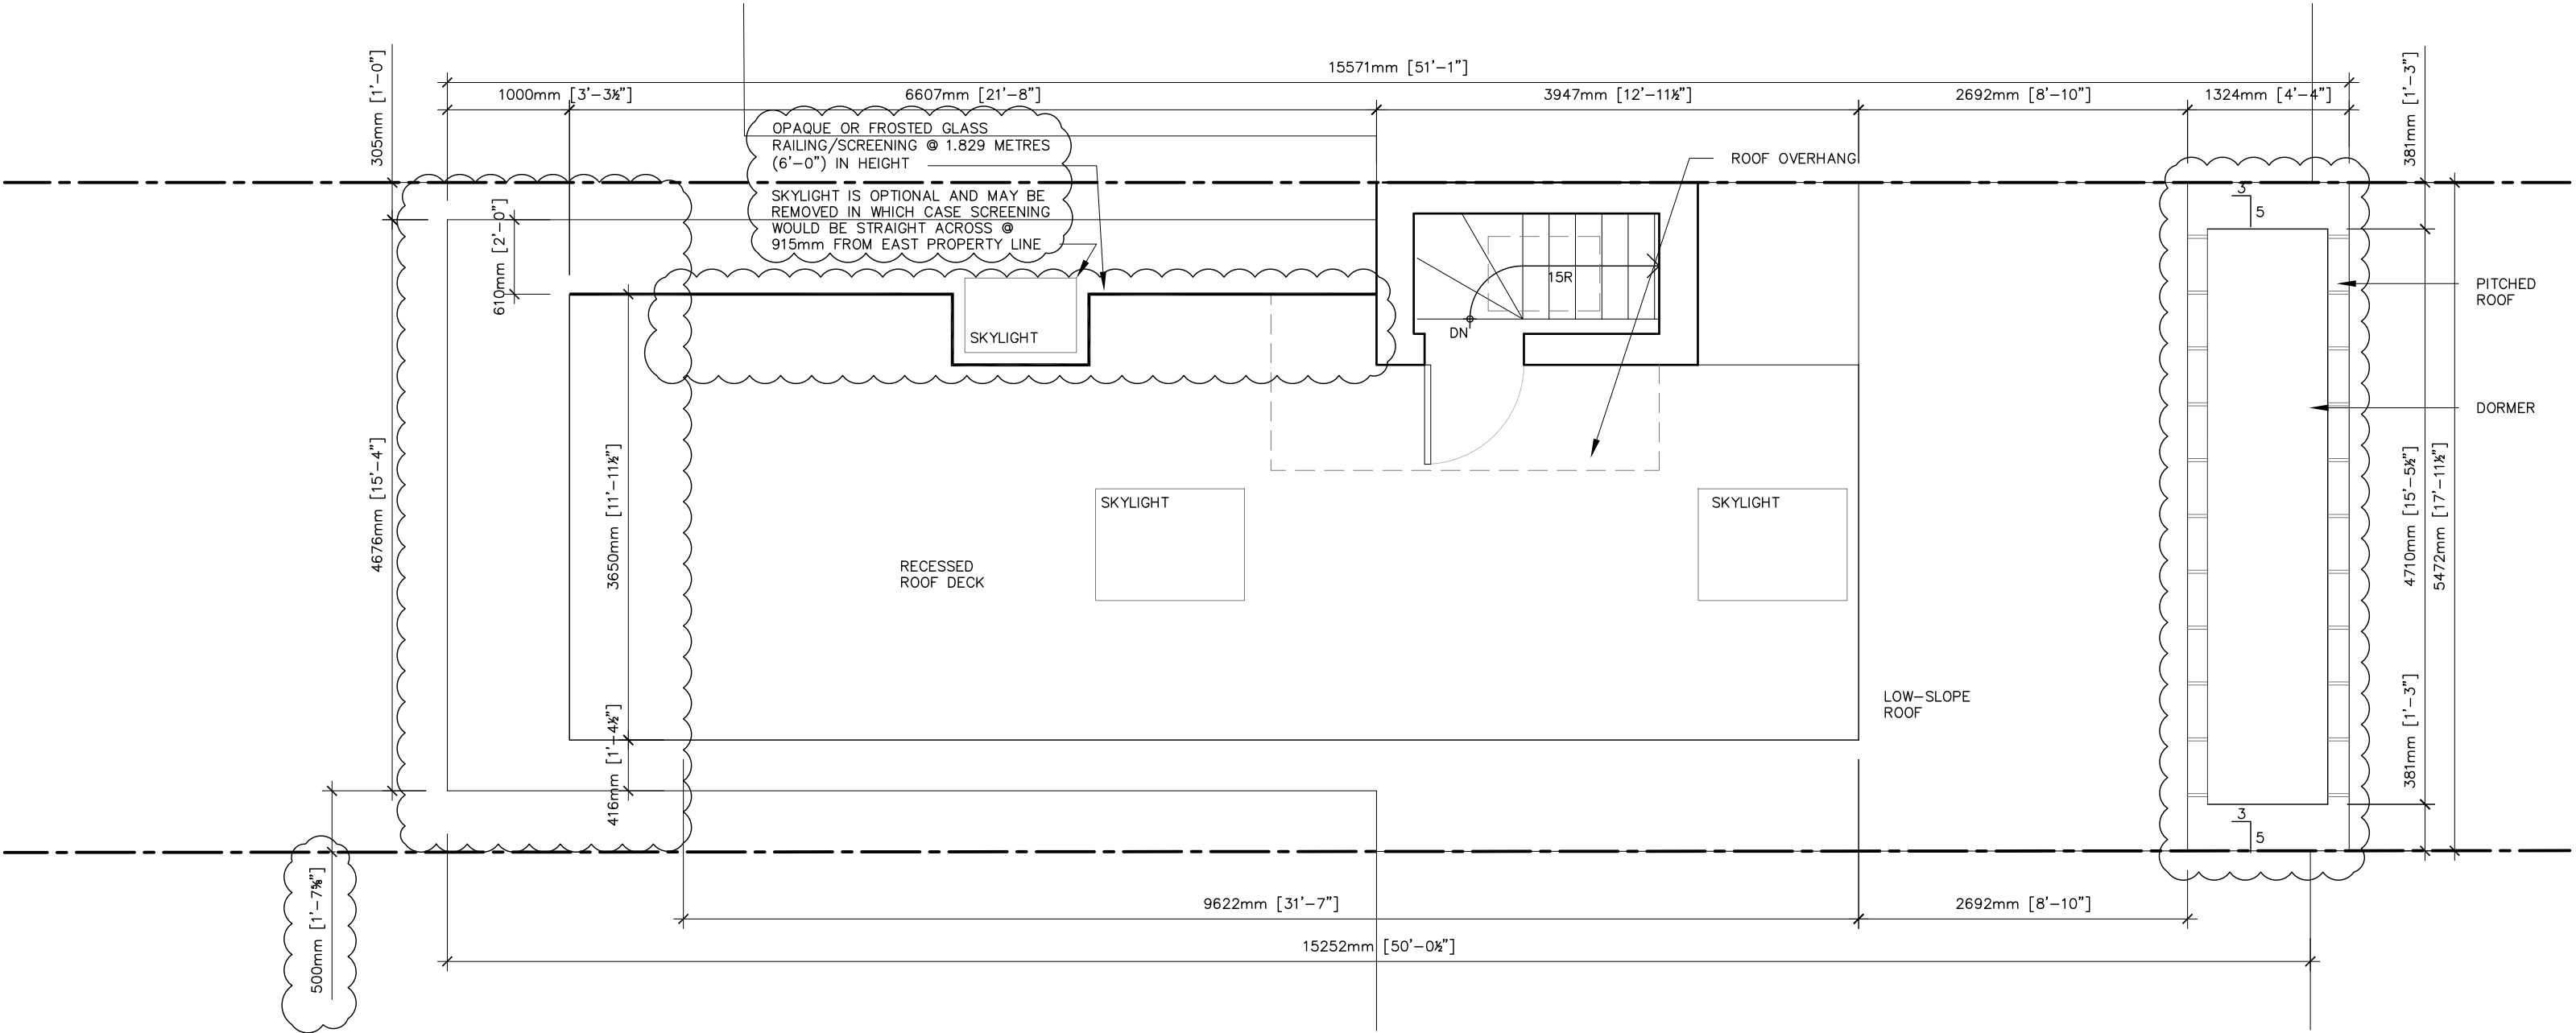 15571mm [51'-1"]
1000mm [3'-3½"]
6607mm [21'-8"]
3947mm [12'-11½"]
2692mm [8'-10"]
1324mm [4'-4"]
305mm [1'-0"]
381mm [1'-3"]
OPAQUE OR FROSTED GLASS
RAILING/SCREENING @ 1.829 METRES
(6'-0") IN HEIGHT
SKYLIGHT IS OPTIONAL AND MAY BE
REMOVED IN WHICH CASE SCREENING
WOULD BE STRAIGHT ACROSS @
915mm FROM EAST PROPERTY LINE
ROOF OVERHANG
3
5
610mm [2'-0"]
15R
DN
SKYLIGHT
PITCHED
ROOF
DORMER
4676mm [15'-4"]
3650mm [11'-11½"]
SKYLIGHT
SKYLIGHT
RECESSED
ROOF DECK
4710mm [15'-5½"]
5472mm [17'-11½"]
LOW-SLOPE
ROOF
416mm [1'-4½"]
381mm [1'-3"]
3
5
500mm [1'-7⅝"]
9622mm [31'-7"]
2692mm [8'-10"]
15252mm [50'-0½"]